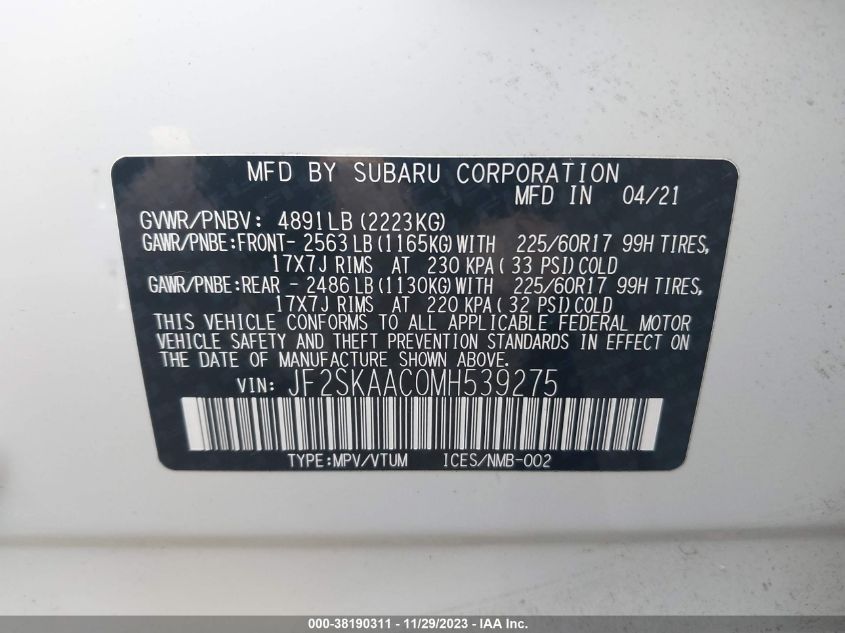 MFD BY SUBARU CORPORATION
MFD IN 04/21
GVWR/PNBV: 4891LB (2223KG)
GAWR/PNBE:FRONT- 2563LB (1165KG) WITH 225/60R17 99H TIRES,
17X7J RIMS AT 230 KPA ( 33 PSI) COLD
GAWR/PNBE:REAR - 2486LB (1130KG) WITH 225/60R17 99H TIRES,
17X7J RIMS AT 220 KPA ( 32 PSI) COLD
THIS VEHICLE CONFORMS TO ALL APPLICABLE FEDERAL MOTOR
VEHICLE SAFETY AND THEFT PREVENTION STANDARDS IN EFFECT ON
THE DATE OF MANUFACTURE SHOWN ABOVE.
VIN: JF2SKAAC0MH539275
TYPE:MPV/VTUM ICES/NMB-002
000-38190311 - 11/29/2023 - IAA Inc.